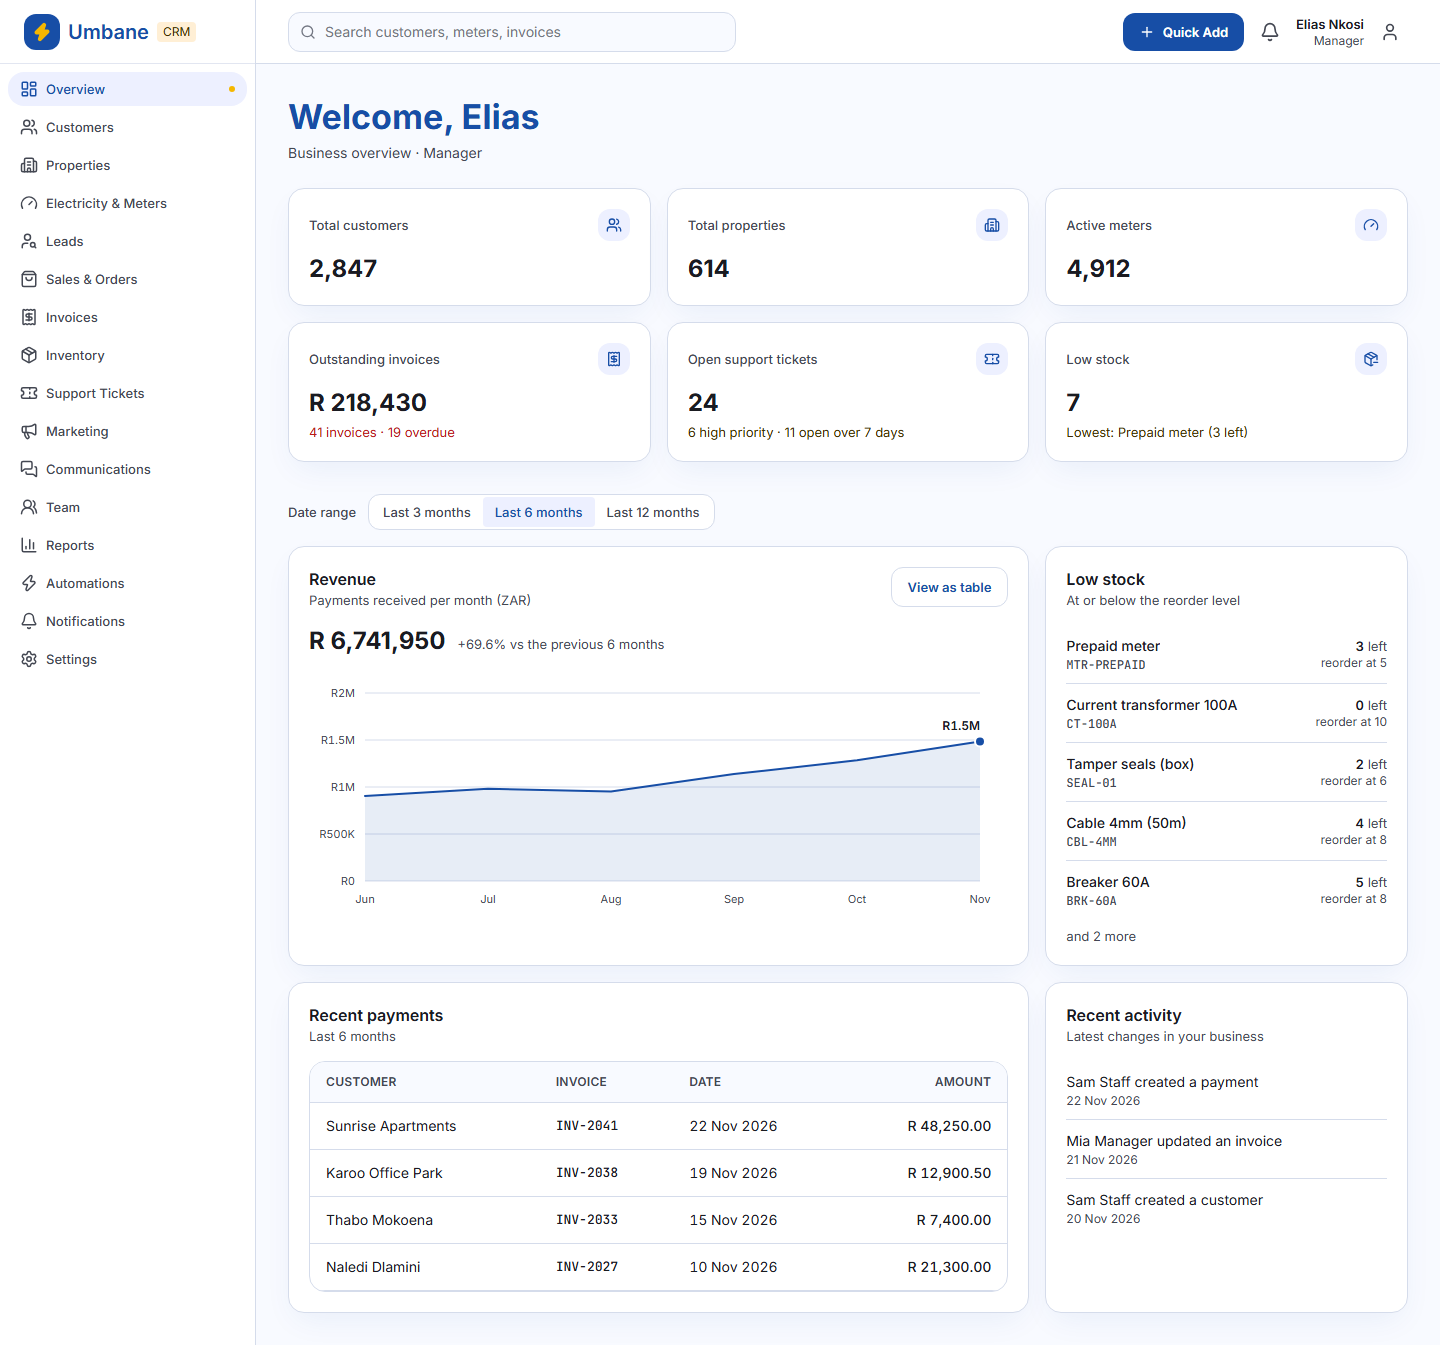 Umbane CRM
Search customers, meters, invoices
Quick Add
Elias Nkosi
Manager
Overview
Customers
Properties
Electricity & Meters
Leads
Sales & Orders
Invoices
Inventory
Support Tickets
Marketing
Communications
Team
Reports
Automations
Notifications
Settings
Welcome, Elias
Business overview · Manager
Total customers
2,847
Total properties
614
Active meters
4,912
Outstanding invoices
R 218,430
41 invoices · 19 overdue
Open support tickets
24
6 high priority · 11 open over 7 days
Low stock
7
Lowest: Prepaid meter (3 left)
Date range Last 3 months Last 6 months Last 12 months
Revenue
Payments received per month (ZAR)
View as table
R 6,741,950 +69.6% vs the previous 6 months
R2M
R1.5M
R1.5M
R1M
R500K
R0
Jun Jul Aug Sep Oct Nov
Low stock
At or below the reorder level
Prepaid meter 3 left
MTR-PREPAID reorder at 5
Current transformer 100A 0 left
CT-100A reorder at 10
Tamper seals (box) 2 left
SEAL-01 reorder at 6
Cable 4mm (50m) 4 left
CBL-4MM reorder at 8
Breaker 60A 5 left
BRK-60A reorder at 8
and 2 more
Recent payments
Last 6 months
CUSTOMER INVOICE DATE AMOUNT
Sunrise Apartments INV-2041 22 Nov 2026 R 48,250.00
Karoo Office Park INV-2038 19 Nov 2026 R 12,900.50
Thabo Mokoena INV-2033 15 Nov 2026 R 7,400.00
Naledi Dlamini INV-2027 10 Nov 2026 R 21,300.00
Recent activity
Latest changes in your business
Sam Staff created a payment
22 Nov 2026
Mia Manager updated an invoice
21 Nov 2026
Sam Staff created a customer
20 Nov 2026